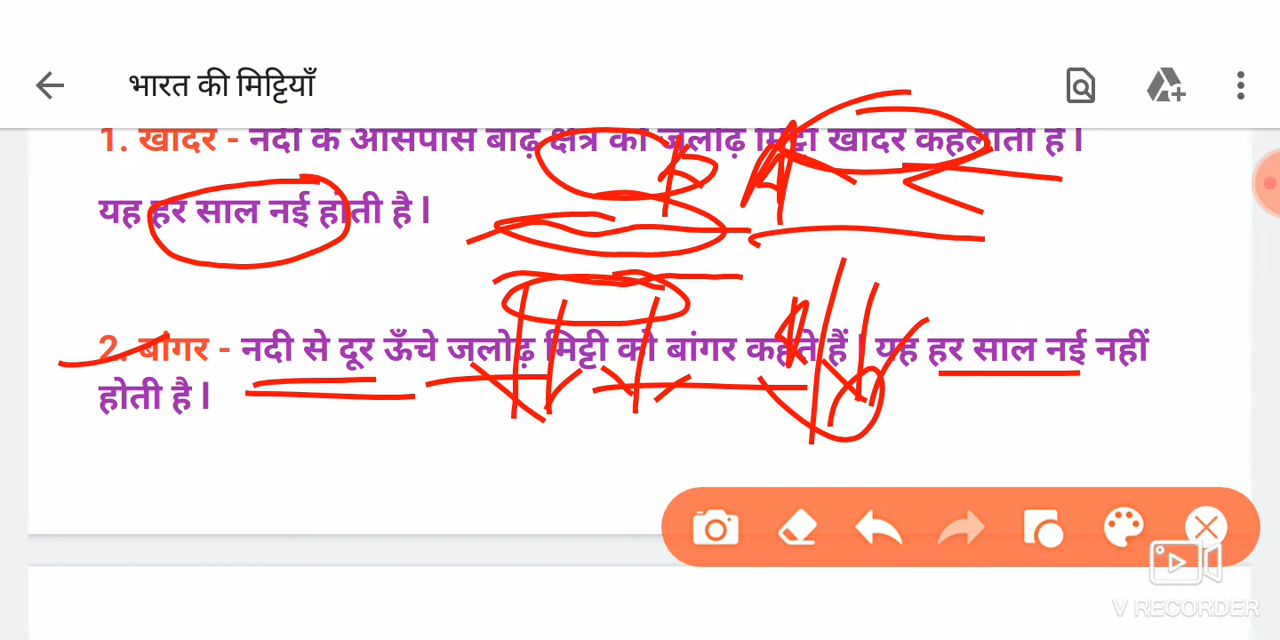 भारत की मिट्टियाँ
1. खादर - नदी के आसपास बाढ़ क्षेत्र की जलोढ़ मिट्टी खादर कहलाती है l
यह हर साल नई होती है l
2. बांगर - नदी से दूर ऊँचे जलोढ़ मिट्टी को बांगर कहते हैं | यह हर साल नई नहीं
होती है l
V RECORDER